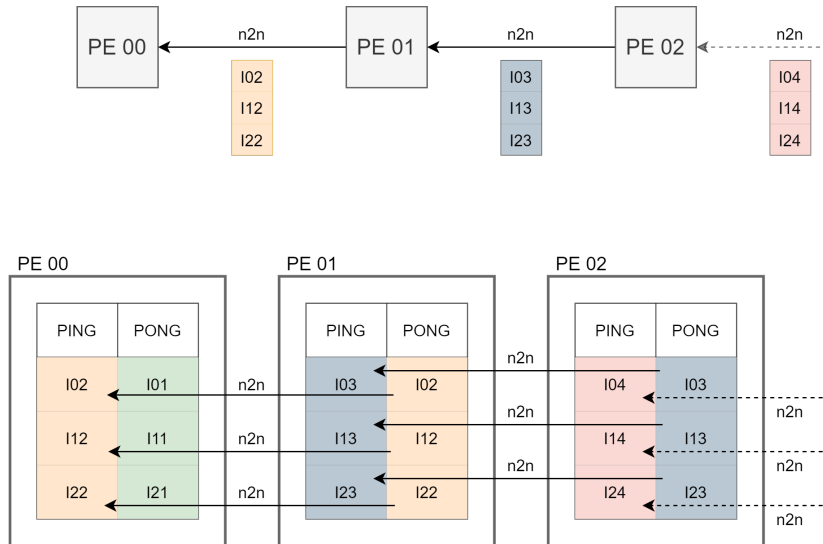 n2n n2n n2n
PE 00 PE 01 PE 02
I02 I03 I04
I12 I13 I14
I22 I23 I24
PE 00 PE 01 PE 02
PING PONG PING PONG PING PONG
n2n
I02 I01 n2n I03 I02 I04 I03
n2n
n2n
I12 I11 n2n I13 I12 I14 I13
n2n
n2n
I22 I21 n2n I23 I22 I24 I23
n2n